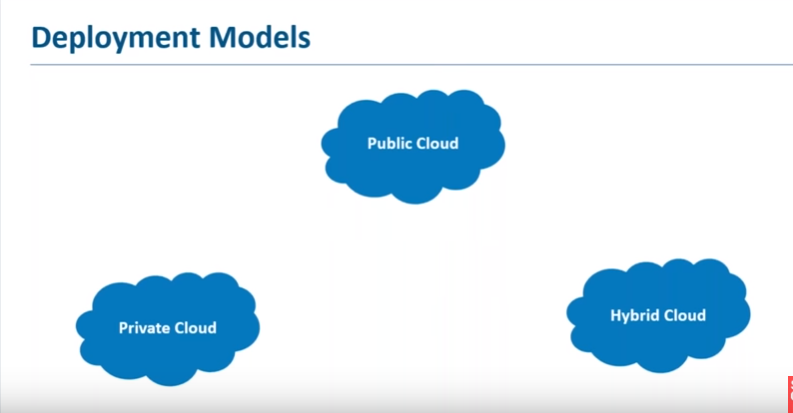 Deployment Models
Public Cloud
Private Cloud
Hybrid Cloud